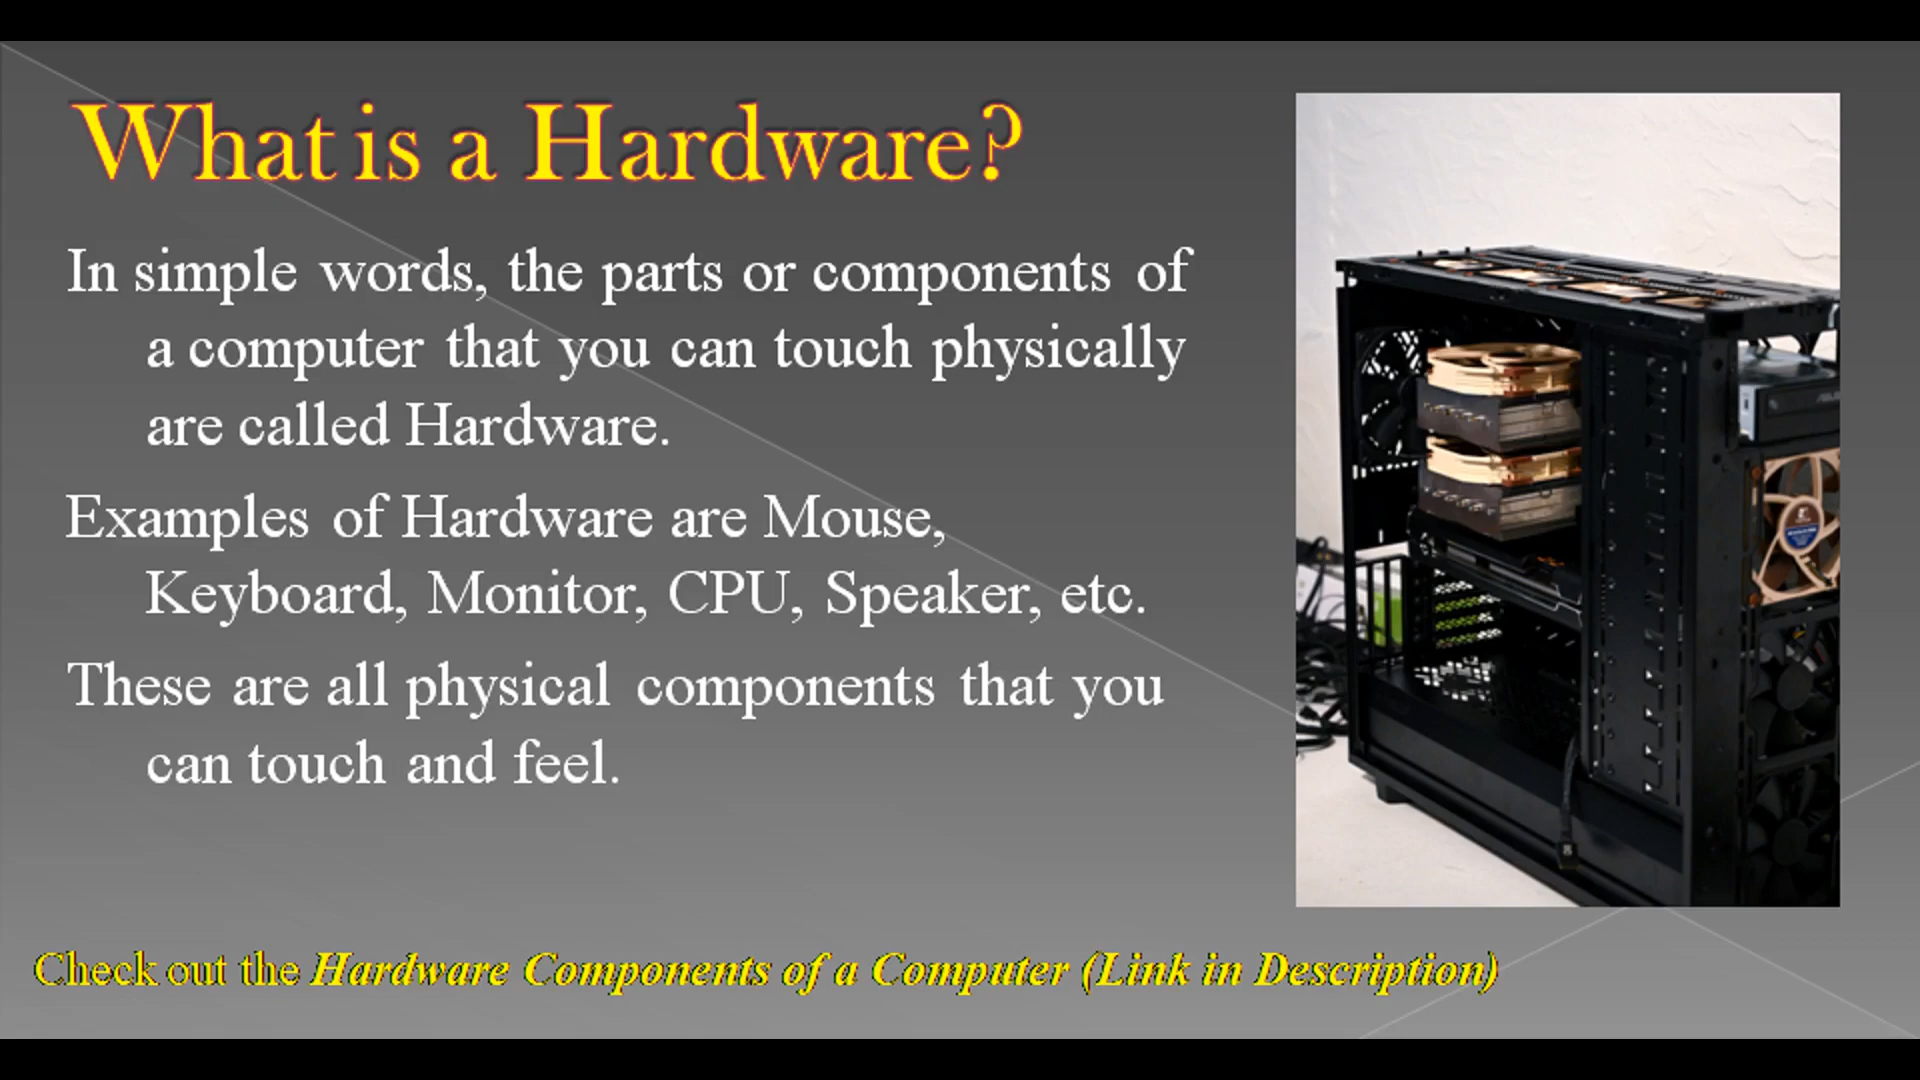 What is a Hardware?
In simple words, the parts or components of
a computer that you can touch physically
are called Hardware.
Examples of Hardware are Mouse,
Keyboard, Monitor, CPU, Speaker, etc.
These are all physical components that you
can touch and feel.
Check out the Hardware Components of a Computer (Link in Description)